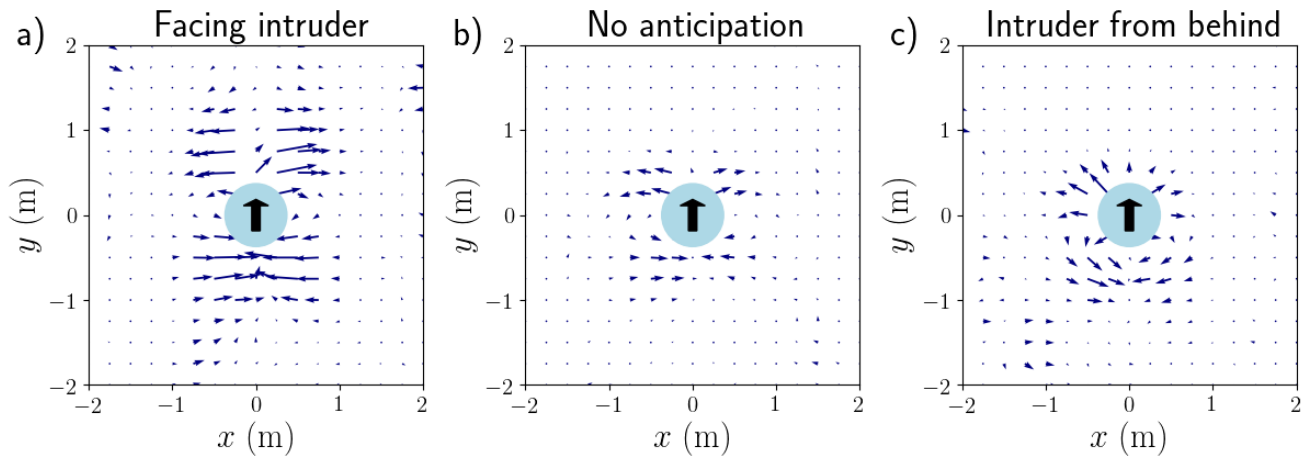 a) Facing intruder
b) No anticipation
c) Intruder from behind
2
1
0
−1
−2
y (m)
−2 −1 0 1 2
x (m)
2
1
0
−1
−2
y (m)
−2 −1 0 1 2
x (m)
2
1
0
−1
−2
y (m)
−2 −1 0 1 2
x (m)